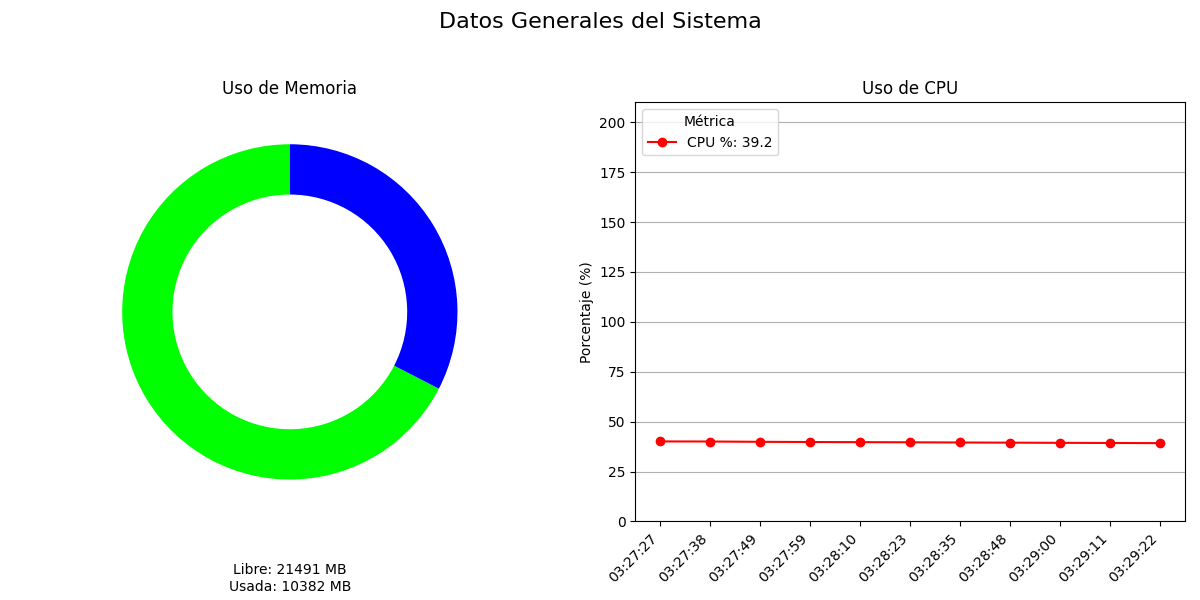 Datos Generales del Sistema
Uso de Memoria
Libre: 21491 MB
Usada: 10382 MB
Uso de CPU
Métrica
CPU %: 39.2
Porcentaje (%)
200
175
150
125
100
75
50
25
0
03:27:27
03:27:38
03:27:49
03:27:59
03:28:10
03:28:23
03:28:35
03:28:48
03:29:00
03:29:11
03:29:22